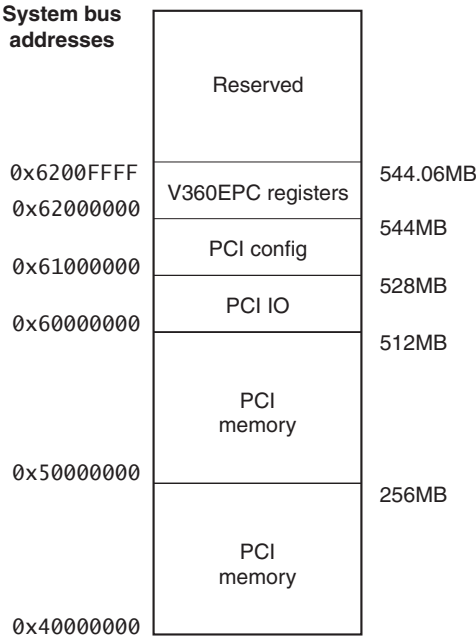 System bus
addresses
Reserved
0x6200FFFF
544.06MB
V360EPC registers
0x62000000
544MB
PCI config
0x61000000
528MB
PCI IO
0x60000000
512MB
PCI
memory
0x50000000
256MB
PCI
memory
0x40000000